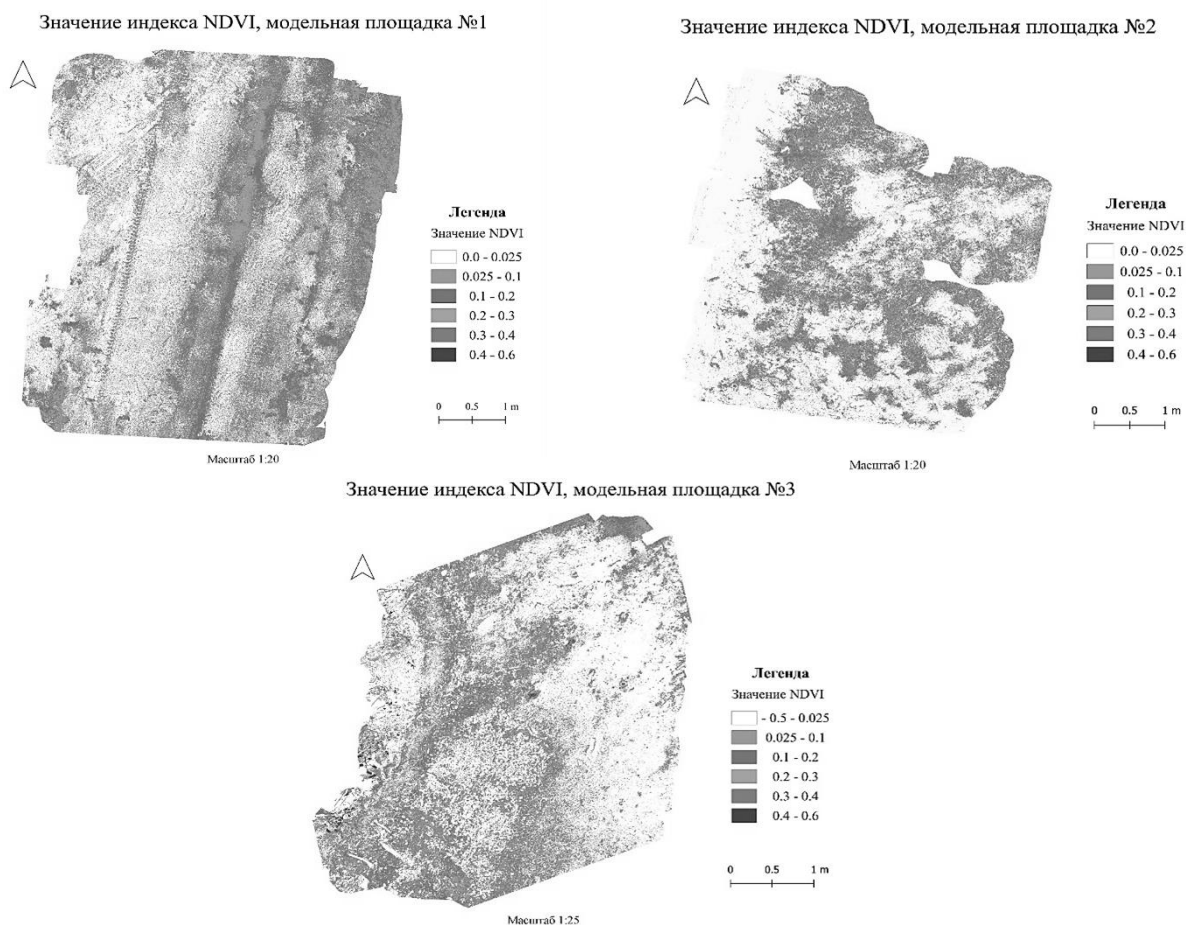 Значение индекса NDVI, модельная площадка №1
Легенда
Значение NDVI
0.0 - 0.025
0.025 - 0.1
0.1 - 0.2
0.2 - 0.3
0.3 - 0.4
0.4 - 0.6
0 0.5 1 m
Масштаб 1:20
Значение индекса NDVI, модельная площадка №2
Легенда
Значение NDVI
0.0 - 0.025
0.025 - 0.1
0.1 - 0.2
0.2 - 0.3
0.3 - 0.4
0.4 - 0.6
0 0.5 1 m
Масштаб 1:20
Значение индекса NDVI, модельная площадка №3
Легенда
Значение NDVI
- 0.5 - 0.025
0.025 - 0.1
0.1 - 0.2
0.2 - 0.3
0.3 - 0.4
0.4 - 0.6
0 0.5 1 m
Масштаб 1:25